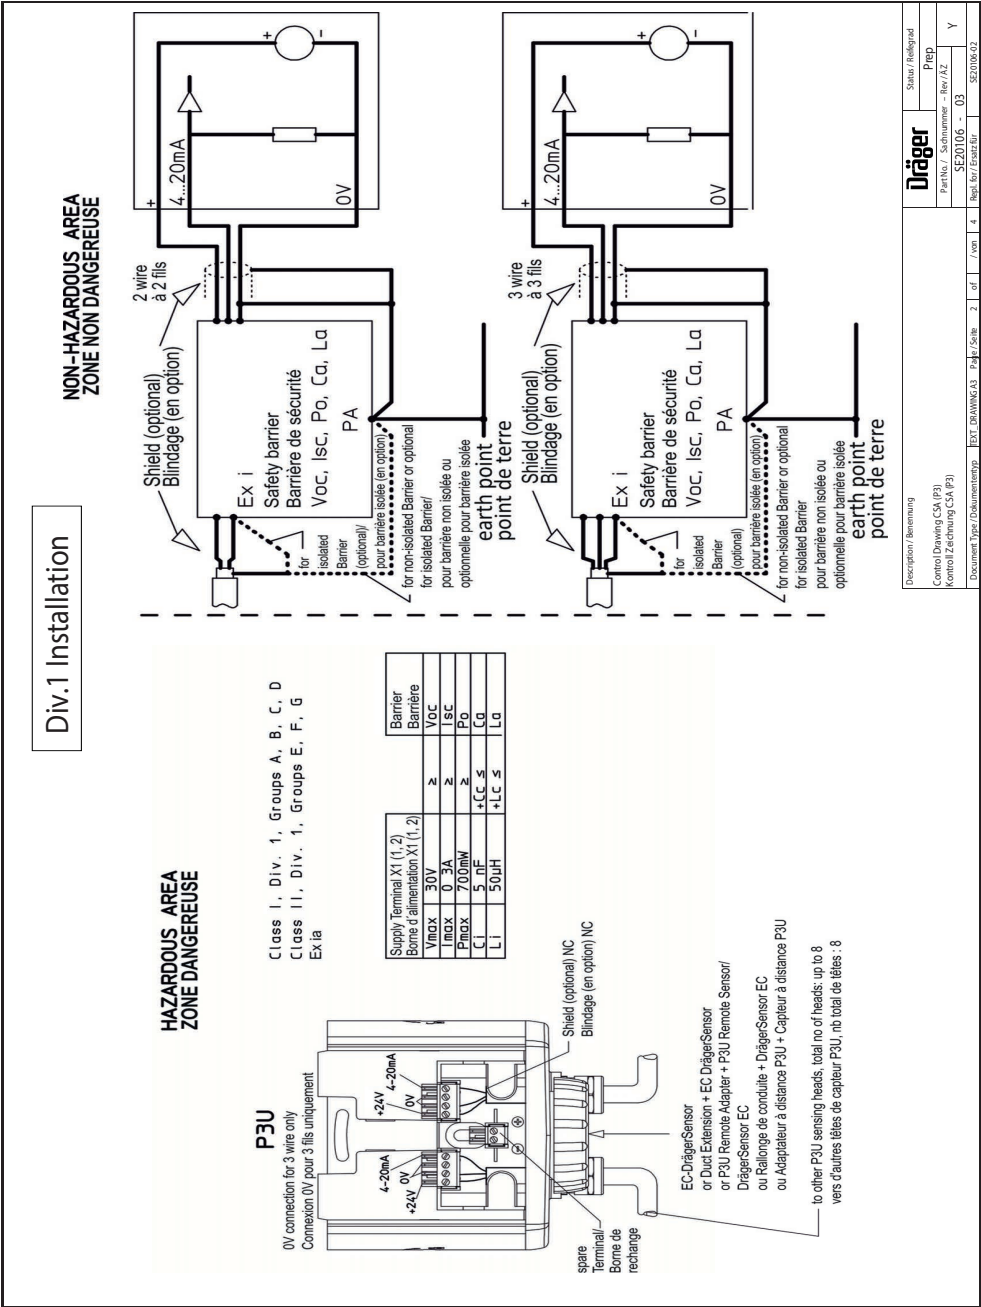 Div.1 Installation
HAZARDOUS AREA
ZONE DANGEREUSE
NON-HAZARDOUS AREA
ZONE NON DANGEREUSE
P3U
0V connection for 3 wire only
Connexion 0V pour 3 fils uniquement
4-20mA
0V
+24V
+24V
0V
4-20mA
Shield (optional) NC
Blindage (en option) NC
spare
Terminal/
Borne de
rechange
EC-DrägerSensor
or Duct Extension + EC DrägerSensor
or P3U Remote Adapter + P3U Remote Sensor/
DrägerSensor EC
ou Rallonge de conduite + DrägerSensor EC
ou Adaptateur à distance P3U + Capteur à distance P3U
to other P3U sensing heads, total no of heads: up to 8
vers d'autres têtes de capteur P3U, nb total de têtes : 8
Class I, Div. 1, Groups A, B, C, D
Class II, Div. 1, Groups E, F, G
Ex ia
Supply Terminal X1 (1, 2)
Borne d'alimentation X1 (1, 2)
Barrier
Barrière
Vmax 30V ≥ Voc
Imax 0 3A ≥ Isc
Pmax 700mW ≥ Po
Ci 5 nF +Cc ≤ Ca
Li 50µH +Lc ≤ La
Shield (optional)
Blindage (en option)
2 wire
à 2 fils
+
4...20mA
0V
+ -
Ex i
Safety barrier
Barrière de sécurité
Voc, Isc, Po, Ca, La
PA
for
isolated
Barrier
(optional)/
pour barrière isolée (en option)
for non-isolated Barrier or optional
for isolated Barrier/
pour barrière non isolée ou
optionnelle pour barrière isolée
earth point
point de terre
Shield (optional)
Blindage (en option)
3 wire
à 3 fils
+
4...20mA
0V
+ -
Ex i
Safety barrier
Barrière de sécurité
Voc, Isc, Po, Ca, La
PA
for
isolated
Barrier
(optional)
pour barrière isolée (en option)
for non-isolated Barrier or optional
for isolated Barrier
pour barrière non isolée ou
optionnelle pour barrière isolée
earth point
point de terre
Description / Benennung
Control Drawing CSA (P3)
Kontroll Zeichnung CSA (P3)
Dräger
Status / Reifegrad
Prep
Part No. / Sachnummer - Rev / ÄZ
SE20106 - 03
Y
Document Type / Dokumententyp TEXT_DRAWING A3 Page / Seite 2 of / von 4 Repl. for / Ersatz für SE20106-02